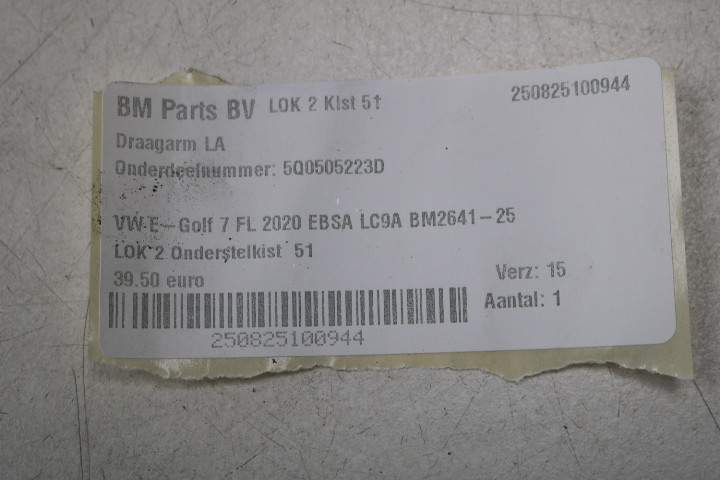 BM Parts BV LOK 2 Kist 51 250825100944
Draagarm LA
Onderdeelnummer: 5Q0505223D
VW E-Golf 7 FL 2020 EBSA LC9A BM2641-25
LOK 2 Onderstelkist 51
39.50 euro Verz: 15
Aantal: 1
250825100944